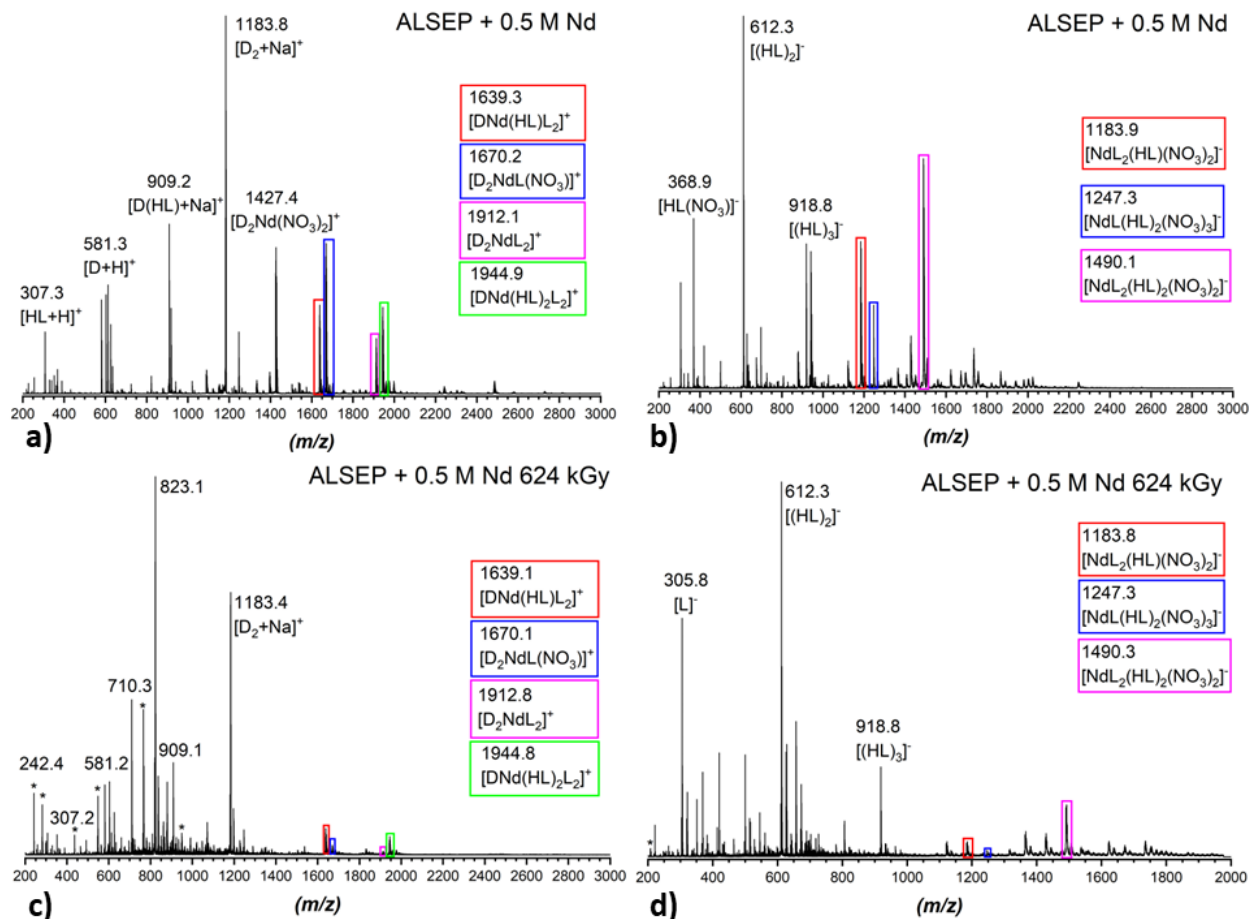 ALSEP + 0.5 M Nd
1183.8
[D₂+Na]⁺
1639.3
[DNd(HL)L₂]⁺
1670.2
[D₂NdL(NO₃)]⁺
1912.1
[D₂NdL₂]⁺
1944.9
[DNd(HL)₂L₂]⁺
909.2
[D(HL)+Na]⁺
1427.4
[D₂Nd(NO₃)₂]⁺
581.3
[D+H]⁺
307.3
[HL+H]⁺
200 400 600 800 1000 1200 1400 1600 1800 2000 2200 2400 2600 2800 3000
a)
(m/z)
ALSEP + 0.5 M Nd
612.3
[(HL)₂]⁻
1183.9
[NdL₂(HL)(NO₃)₂]⁻
1247.3
[NdL(HL)₂(NO₃)₃]⁻
1490.1
[NdL₂(HL)₂(NO₃)₂]⁻
368.9
[HL(NO₃)]⁻
918.8
[(HL)₃]⁻
200 600 1000 1400 1800 2200 2600 3000
b)
(m/z)
ALSEP + 0.5 M Nd 624 kGy
823.1
1183.4
[D₂+Na]⁺
1639.1
[DNd(HL)L₂]⁺
1670.1
[D₂NdL(NO₃)]⁺
1912.8
[D₂NdL₂]⁺
1944.8
[DNd(HL)₂L₂]⁺
710.3
*
909.1
242.4
*
*
581.2
*
307.2
*
*
200 400 600 800 1000 1200 1400 1600 1800 2000 2200 2400 2600 2800 3000
c)
(m/z)
ALSEP + 0.5 M Nd 624 kGy
612.3
[(HL)₂]⁻
1183.8
[NdL₂(HL)(NO₃)₂]⁻
1247.3
[NdL(HL)₂(NO₃)₃]⁻
1490.3
[NdL₂(HL)₂(NO₃)₂]⁻
305.8
[L]⁻
918.8
[(HL)₃]⁻
*
200 400 600 800 1000 1200 1400 1600 1800 2000
d)
(m/z)